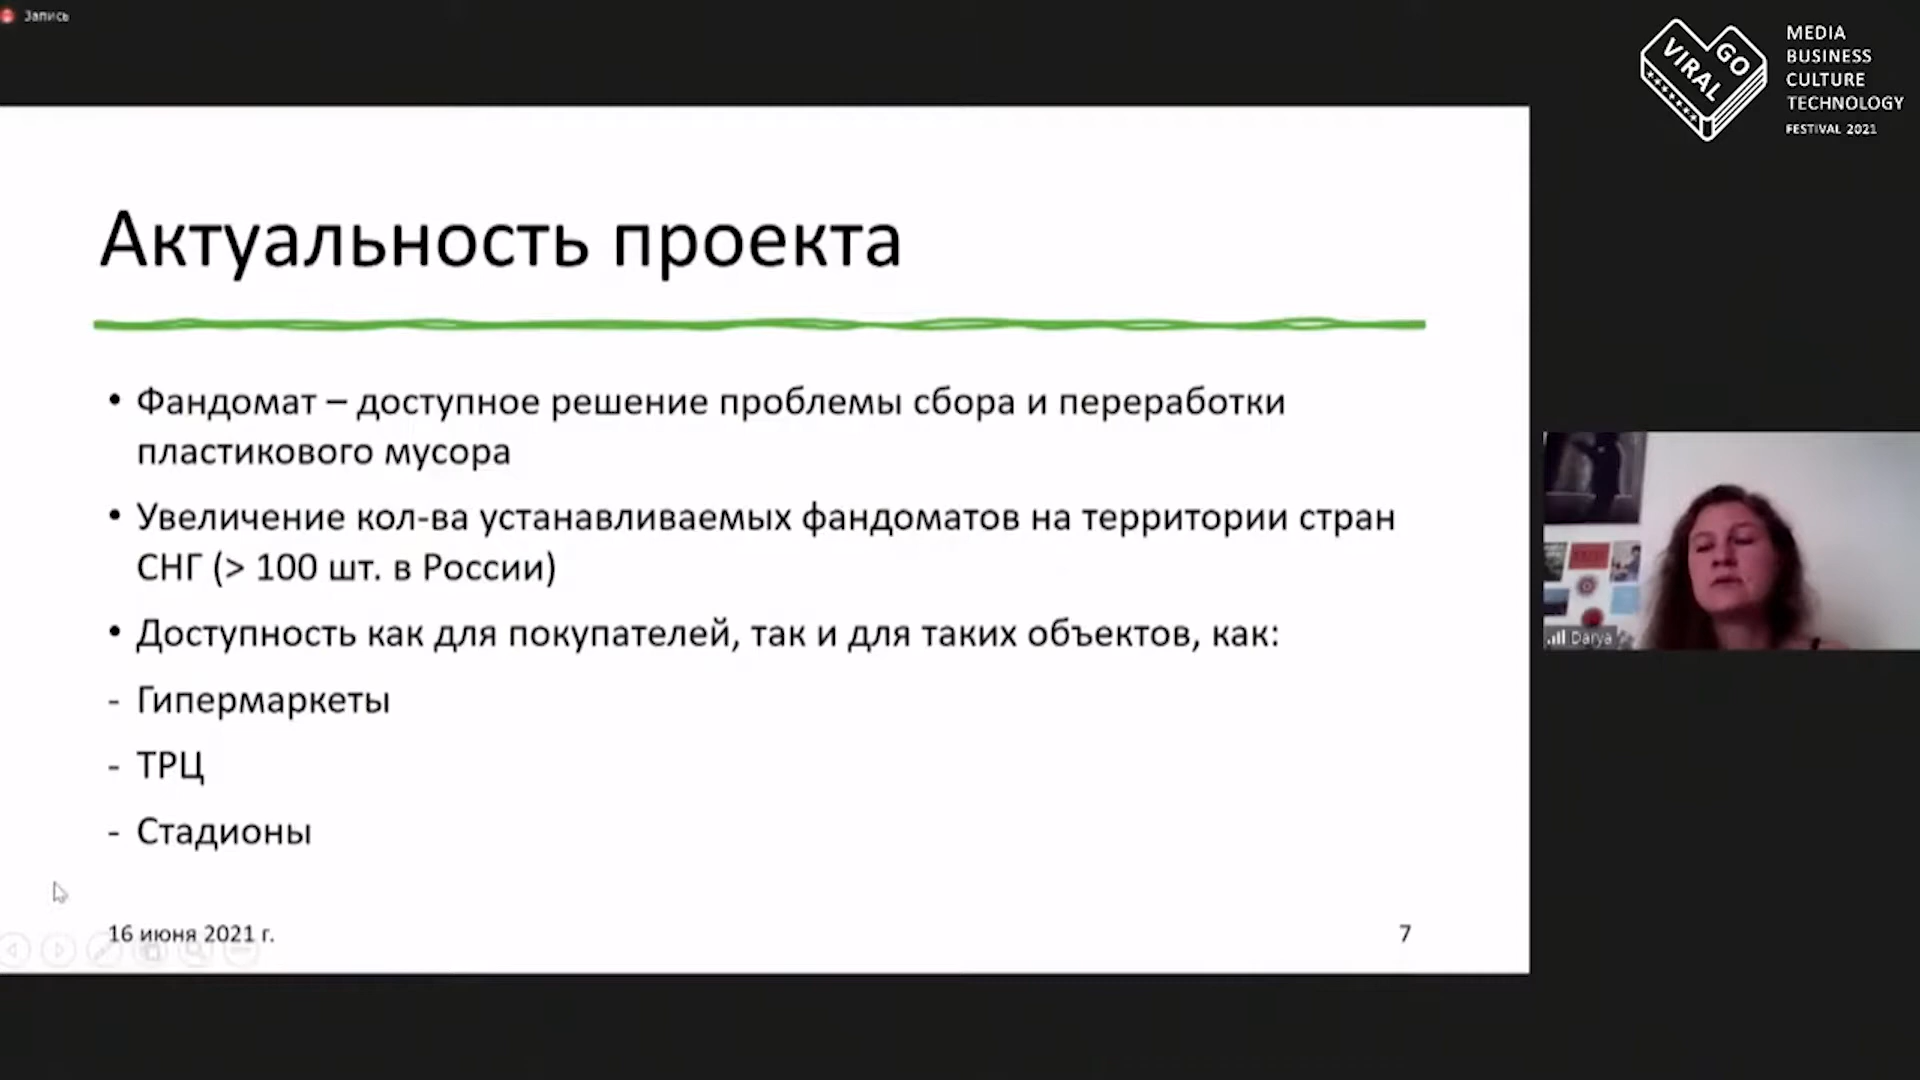 Запись
VIRAL
GO
MEDIA
BUSINESS
CULTURE
TECHNOLOGY
FESTIVAL 2021
Актуальность проекта
• Фандомат – доступное решение проблемы сбора и переработки
пластикового мусора
• Увеличение кол-ва устанавливаемых фандоматов на территории стран
СНГ (> 100 шт. в России)
• Доступность как для покупателей, так и для таких объектов, как:
- Гипермаркеты
- ТРЦ
- Стадионы
16 июня 2021 г.
7
Darya